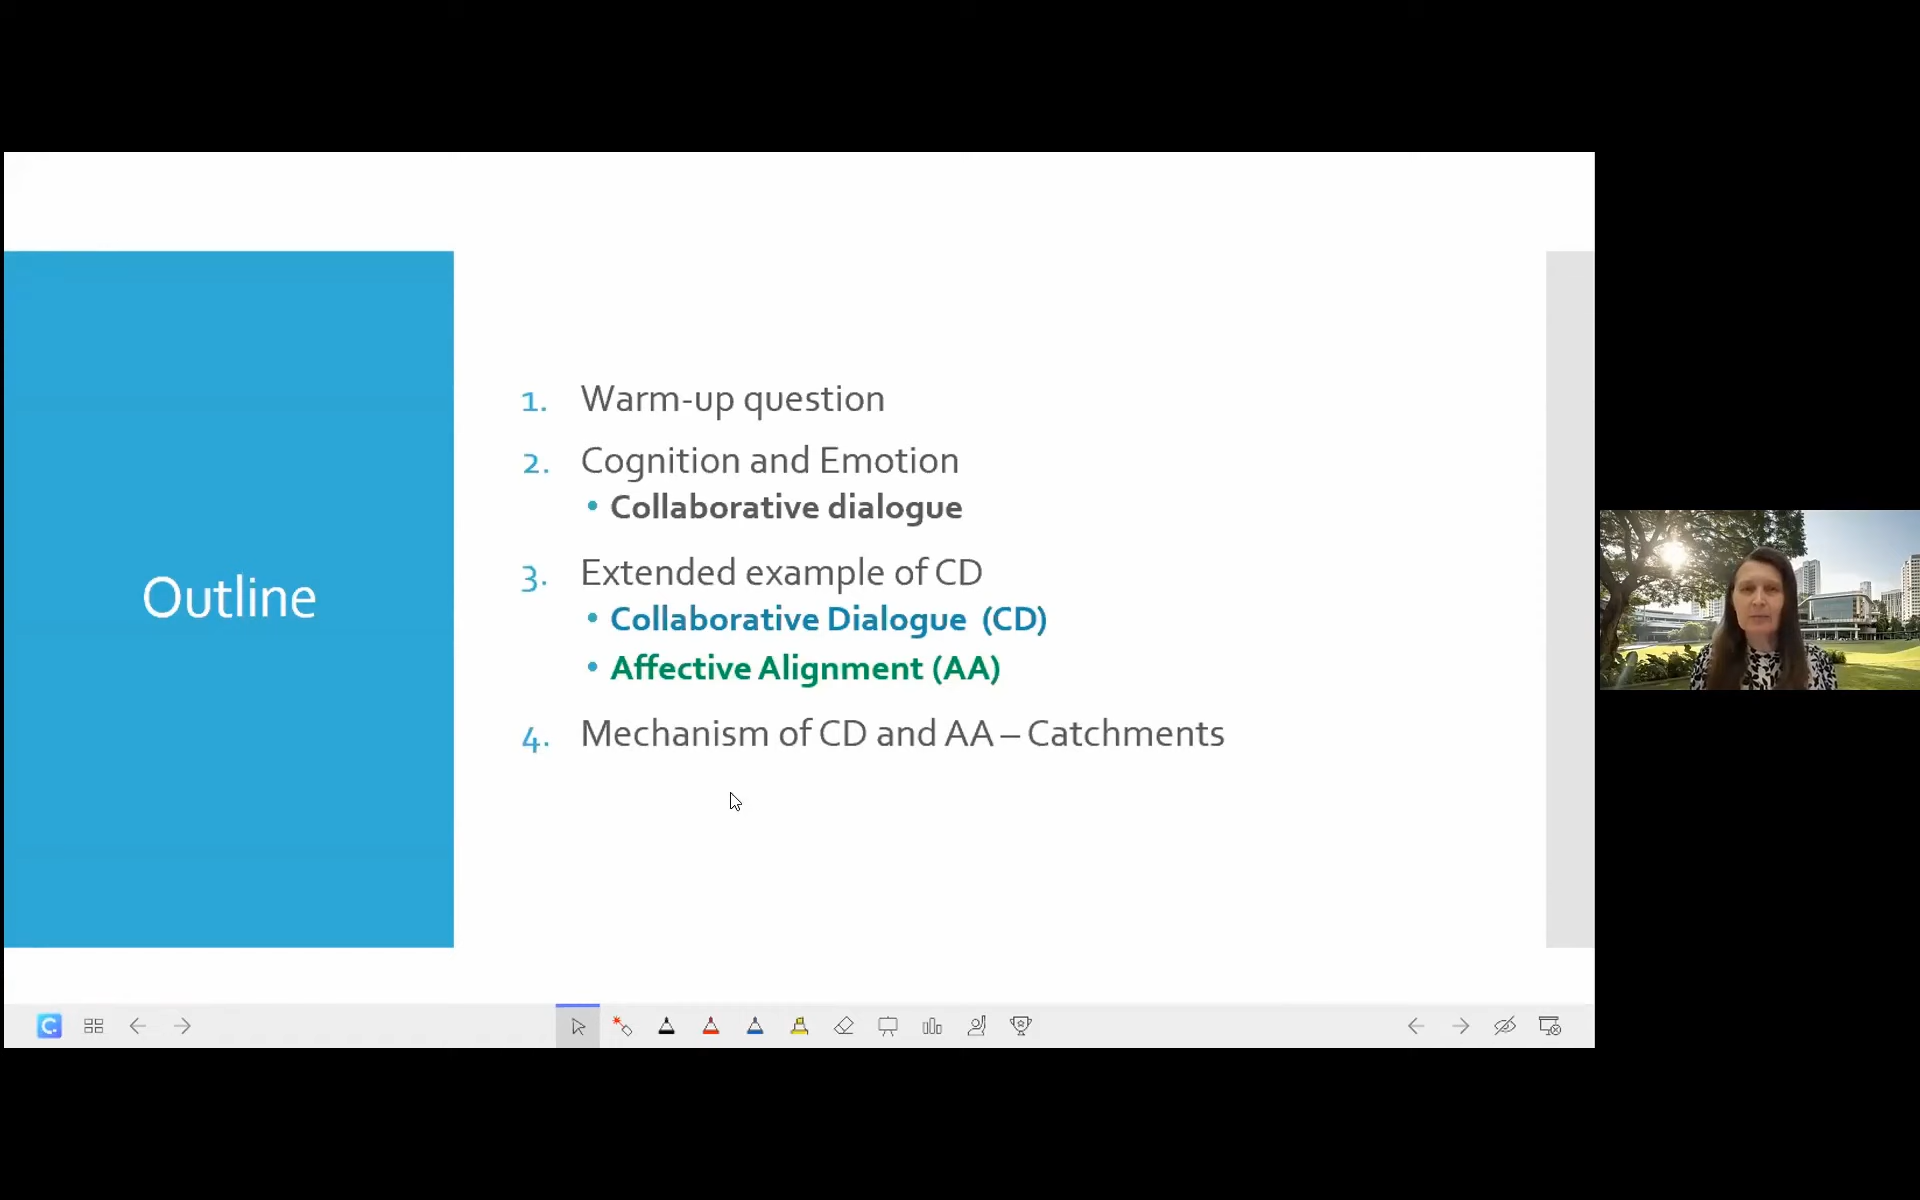 Outline
1. Warm-up question
2. Cognition and Emotion
• Collaborative dialogue
3. Extended example of CD
• Collaborative Dialogue (CD)
• Affective Alignment (AA)
4. Mechanism of CD and AA – Catchments